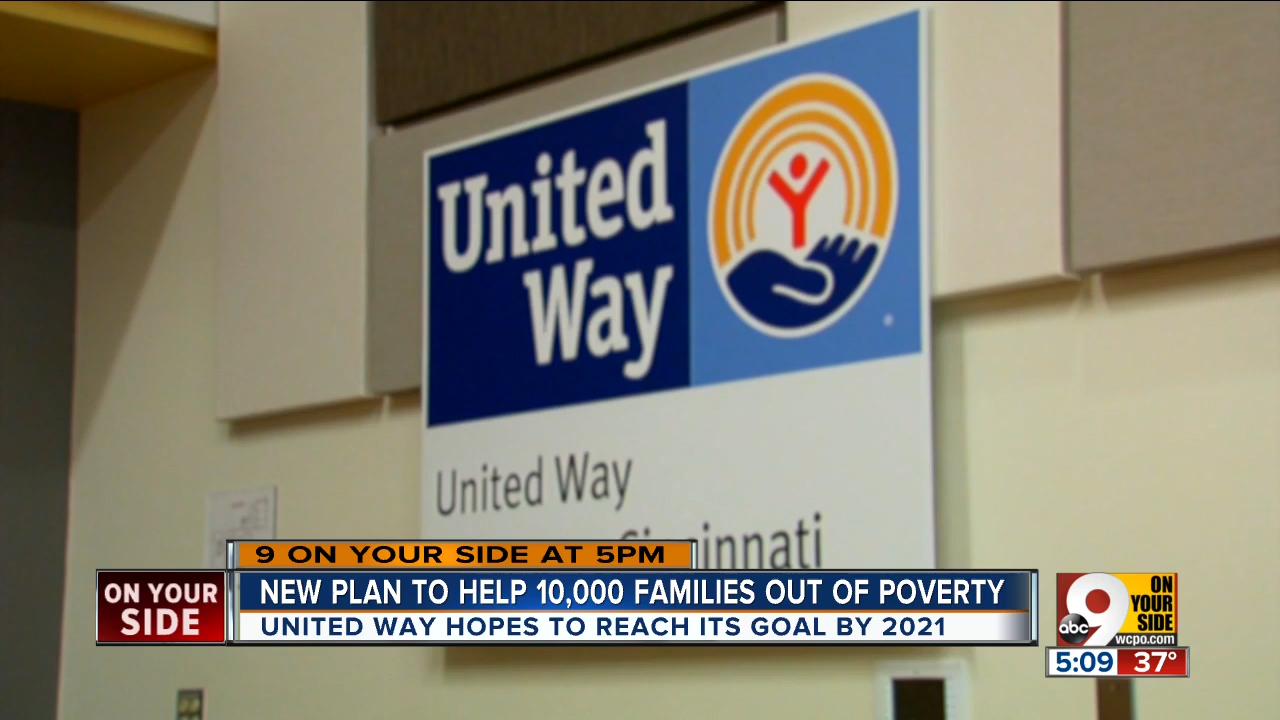 United
Way
United Way
Cincinnati
9 ON YOUR SIDE AT 5PM
ON YOUR
SIDE
NEW PLAN TO HELP 10,000 FAMILIES OUT OF POVERTY
UNITED WAY HOPES TO REACH ITS GOAL BY 2021
9
ON
YOUR
SIDE
abc
wcpo.com
5:09 37°